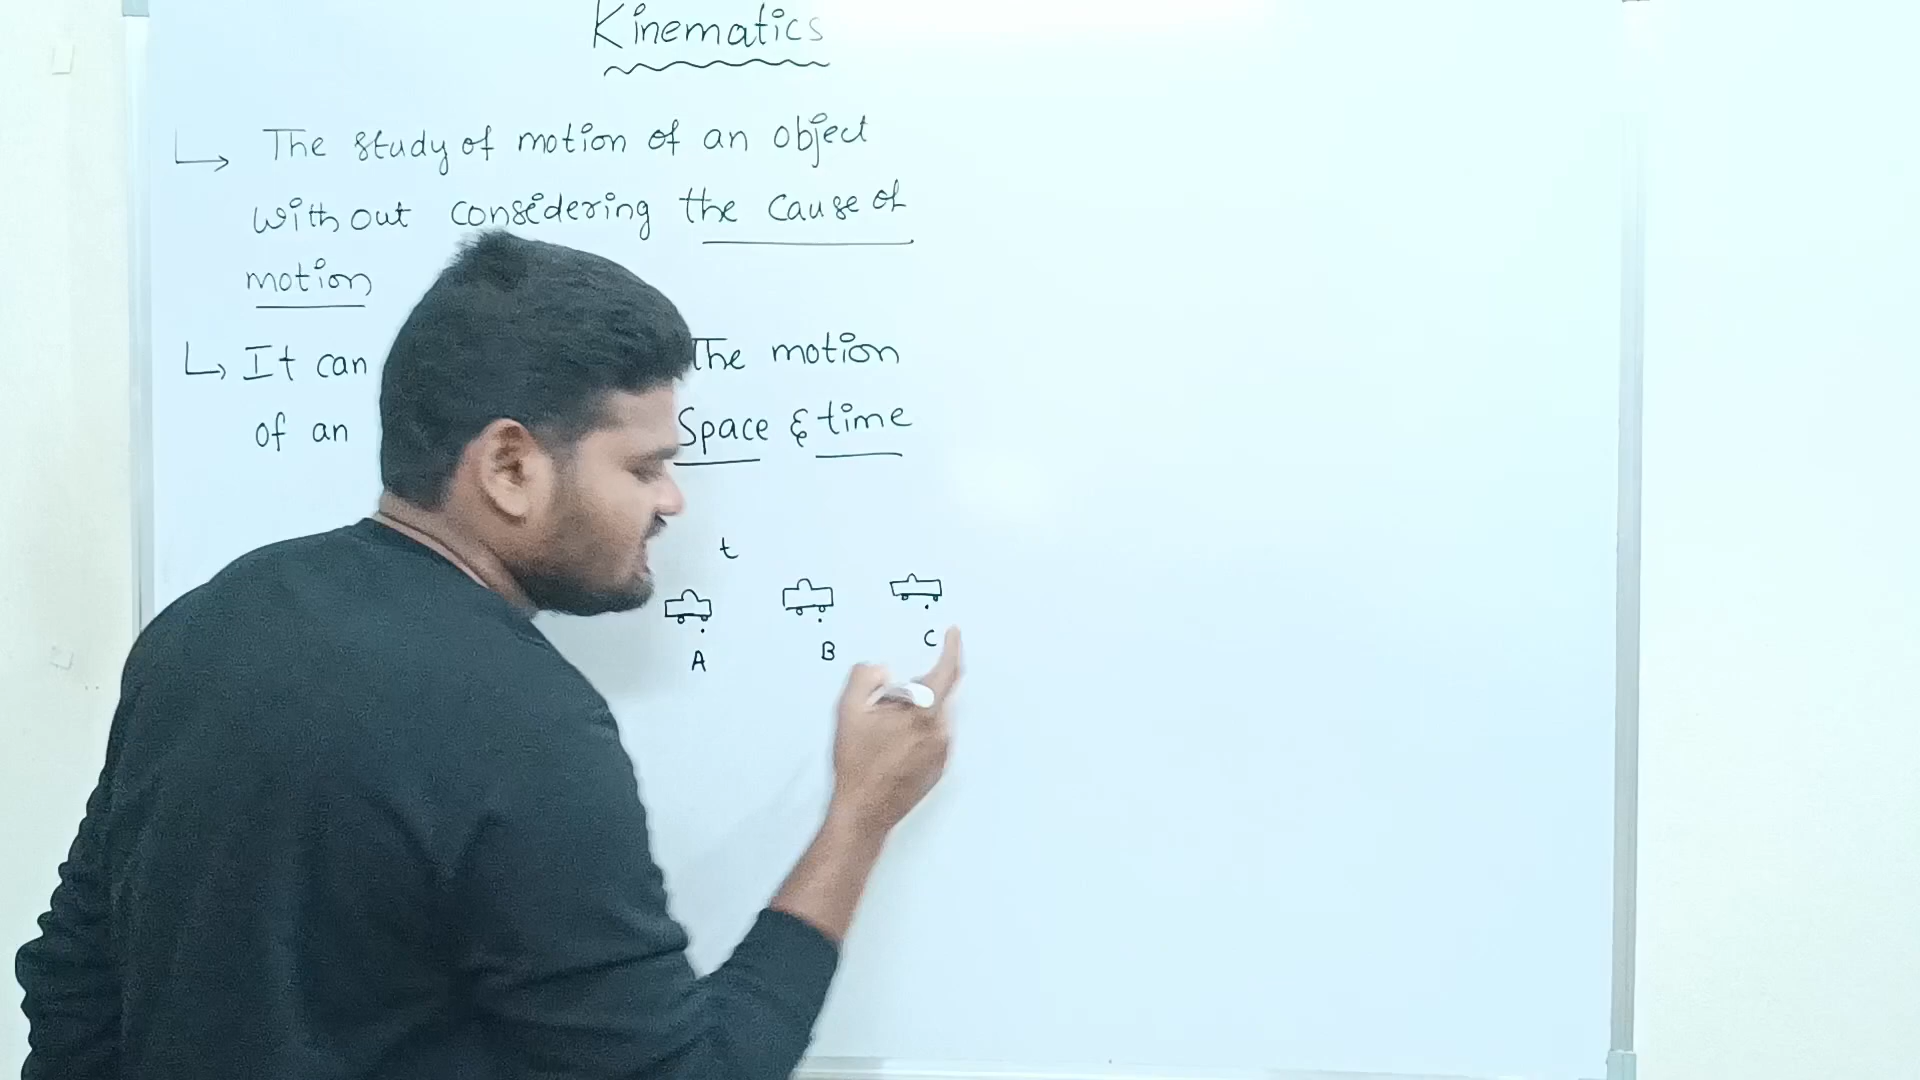 Kinematics
The study of motion of an object
without considering the cause of
motion
It can The motion
of an Space & time
t
A B C